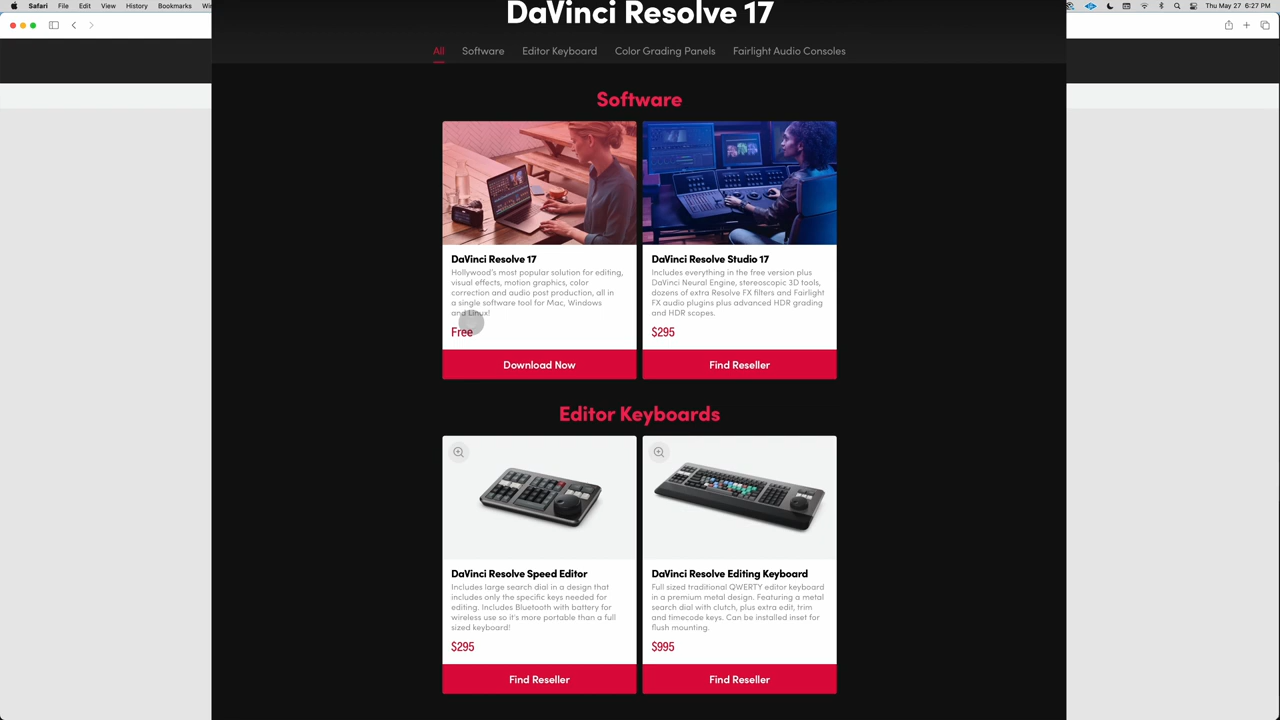 Safari File Edit View History Bookmarks
Thu May 27 6:27 PM
DaVinci Resolve 17
All Software Editor Keyboard Color Grading Panels Fairlight Audio Consoles
Software
DaVinci Resolve 17
Hollywood's most popular solution for editing,
visual effects, motion graphics, color
correction and audio post production, all in
a single software tool for Mac, Windows
and Linux!
Free
Download Now
DaVinci Resolve Studio 17
Includes everything in the free version plus
DaVinci Neural Engine, stereoscopic 3D tools,
dozens of extra Resolve FX filters and Fairlight
FX audio plugins plus advanced HDR grading
and HDR scopes.
$295
Find Reseller
Editor Keyboards
DaVinci Resolve Speed Editor
Includes large search dial in a design that
includes only the specific keys needed for
editing. Includes Bluetooth with battery for
wireless use so it's more portable than a full
sized keyboard!
$295
Find Reseller
DaVinci Resolve Editing Keyboard
Full sized traditional QWERTY editor keyboard
in a premium metal design. Featuring a metal
search dial with clutch, plus extra edit, trim
and timecode keys. Can be installed inset for
flush mounting.
$995
Find Reseller